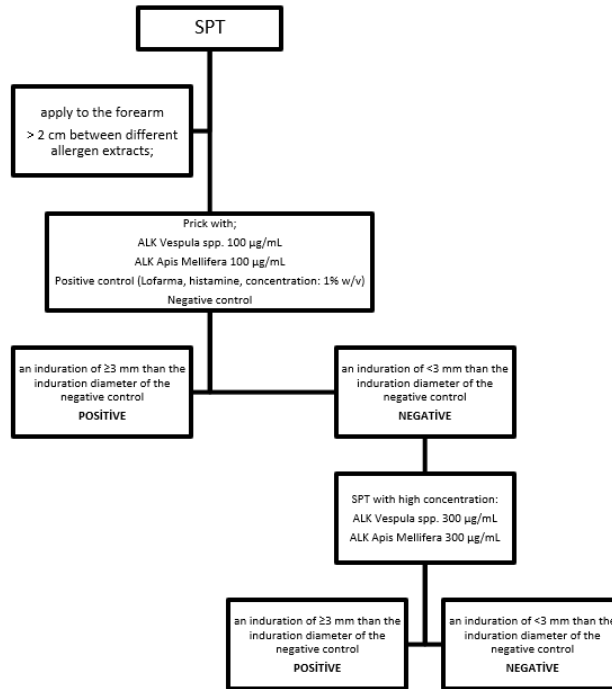 SPT
apply to the forearm
> 2 cm between different
allergen extracts;
Prick with;
ALK Vespula spp. 100 µg/mL
ALK Apis Mellifera 100 µg/mL
Positive control (Lofarma, histamine, concentration: 1% w/v)
Negative control
an induration of ≥3 mm than the
induration diameter of the
negative control
POSİTİVE
an induration of <3 mm than the
induration diameter of the
negative control
NEGATİVE
SPT with high concentration:
ALK Vespula spp. 300 µg/mL
ALK Apis Mellifera 300 µg/mL
an induration of ≥3 mm than the
induration diameter of the
negative control
POSİTİVE
an induration of <3 mm than the
induration diameter of the
negative control
NEGATİVE